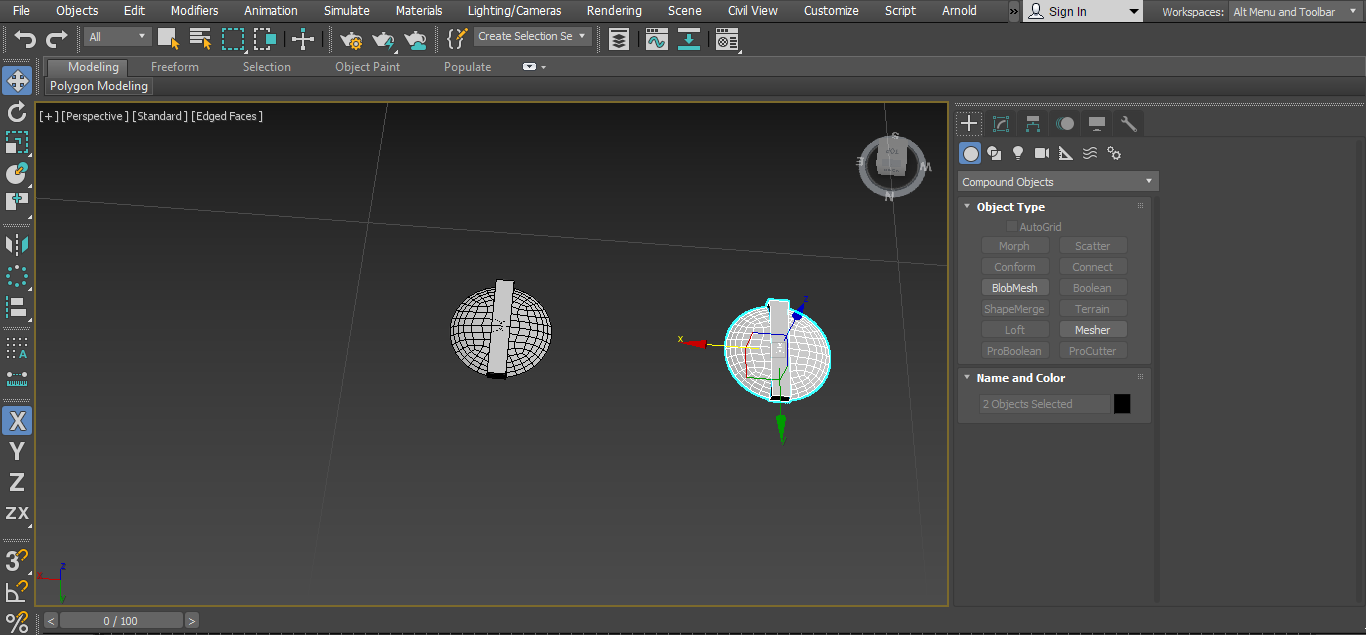 File Objects Edit Modifiers Animation Simulate Materials Lighting/Cameras Rendering Scene Civil View Customize Script Arnold » Sign In Workspaces: Alt Menu and Toolbar
All Create Selection Se
Modeling Freeform Selection Object Paint Populate
Polygon Modeling
[+] [Perspective ] [Standard ] [Edged Faces ]
S
E W
N
TOP
x
z
Compound Objects
Object Type
AutoGrid
Morph Scatter
Conform Connect
BlobMesh Boolean
ShapeMerge Terrain
Loft Mesher
ProBoolean ProCutter
Name and Color
2 Objects Selected
A
X
Y
Z
ZX
3
%
z
< 0 / 100 >